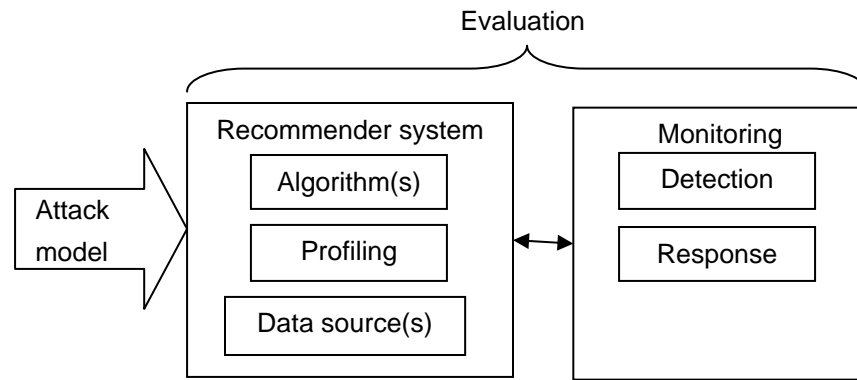 Evaluation
Recommender system
Algorithm(s)
Profiling
Data source(s)
Attack
model
Monitoring
Detection
Response